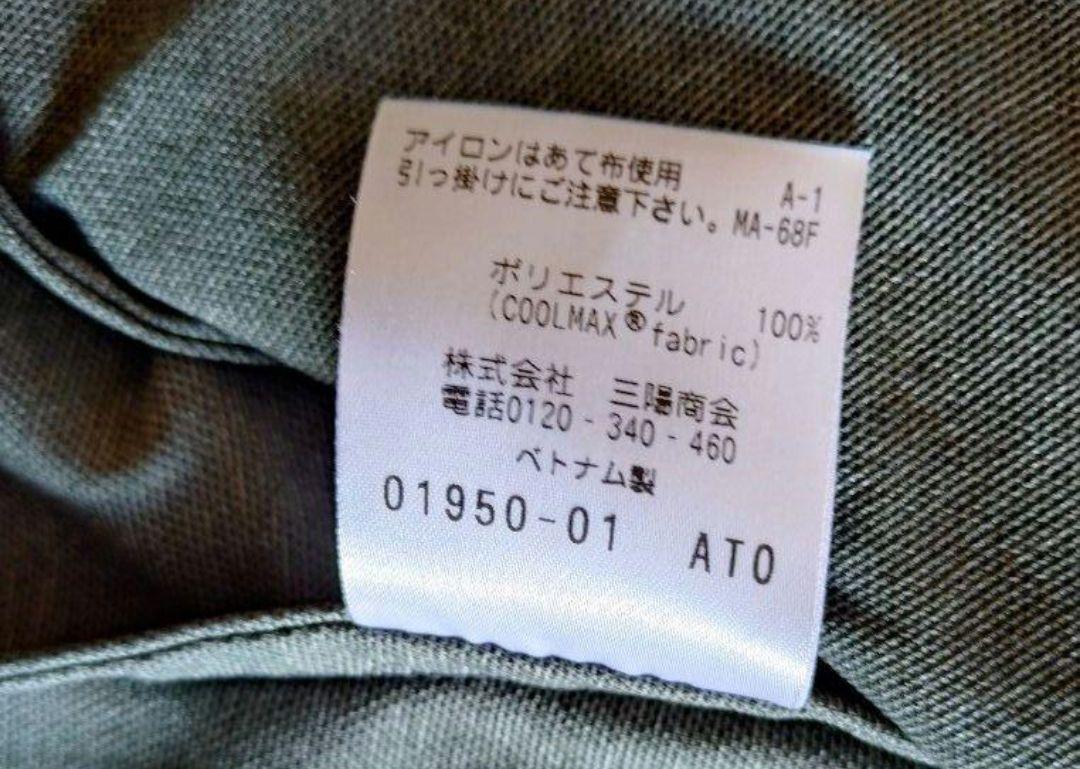 アイロンはあて布使用 A-1
引っ掛けにご注意下さい。 MA-68F
ポリエステル 100%
(COOLMAX®fabric)
株式会社 三陽商会
電話0120-340-460
ベトナム製
01950-01 ATO